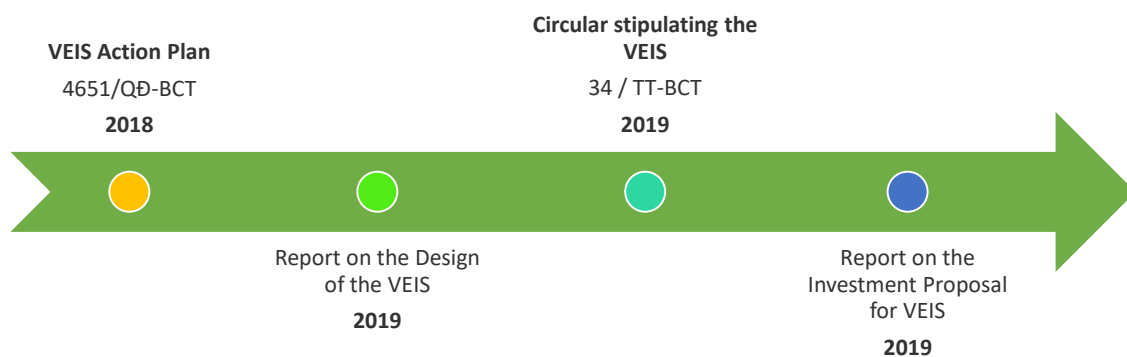 VEIS Action Plan
4651/QĐ-BCT
2018
Report on the Design
of the VEIS
2019
Circular stipulating the
VEIS
34 / TT-BCT
2019
Report on the
Investment Proposal
for VEIS
2019